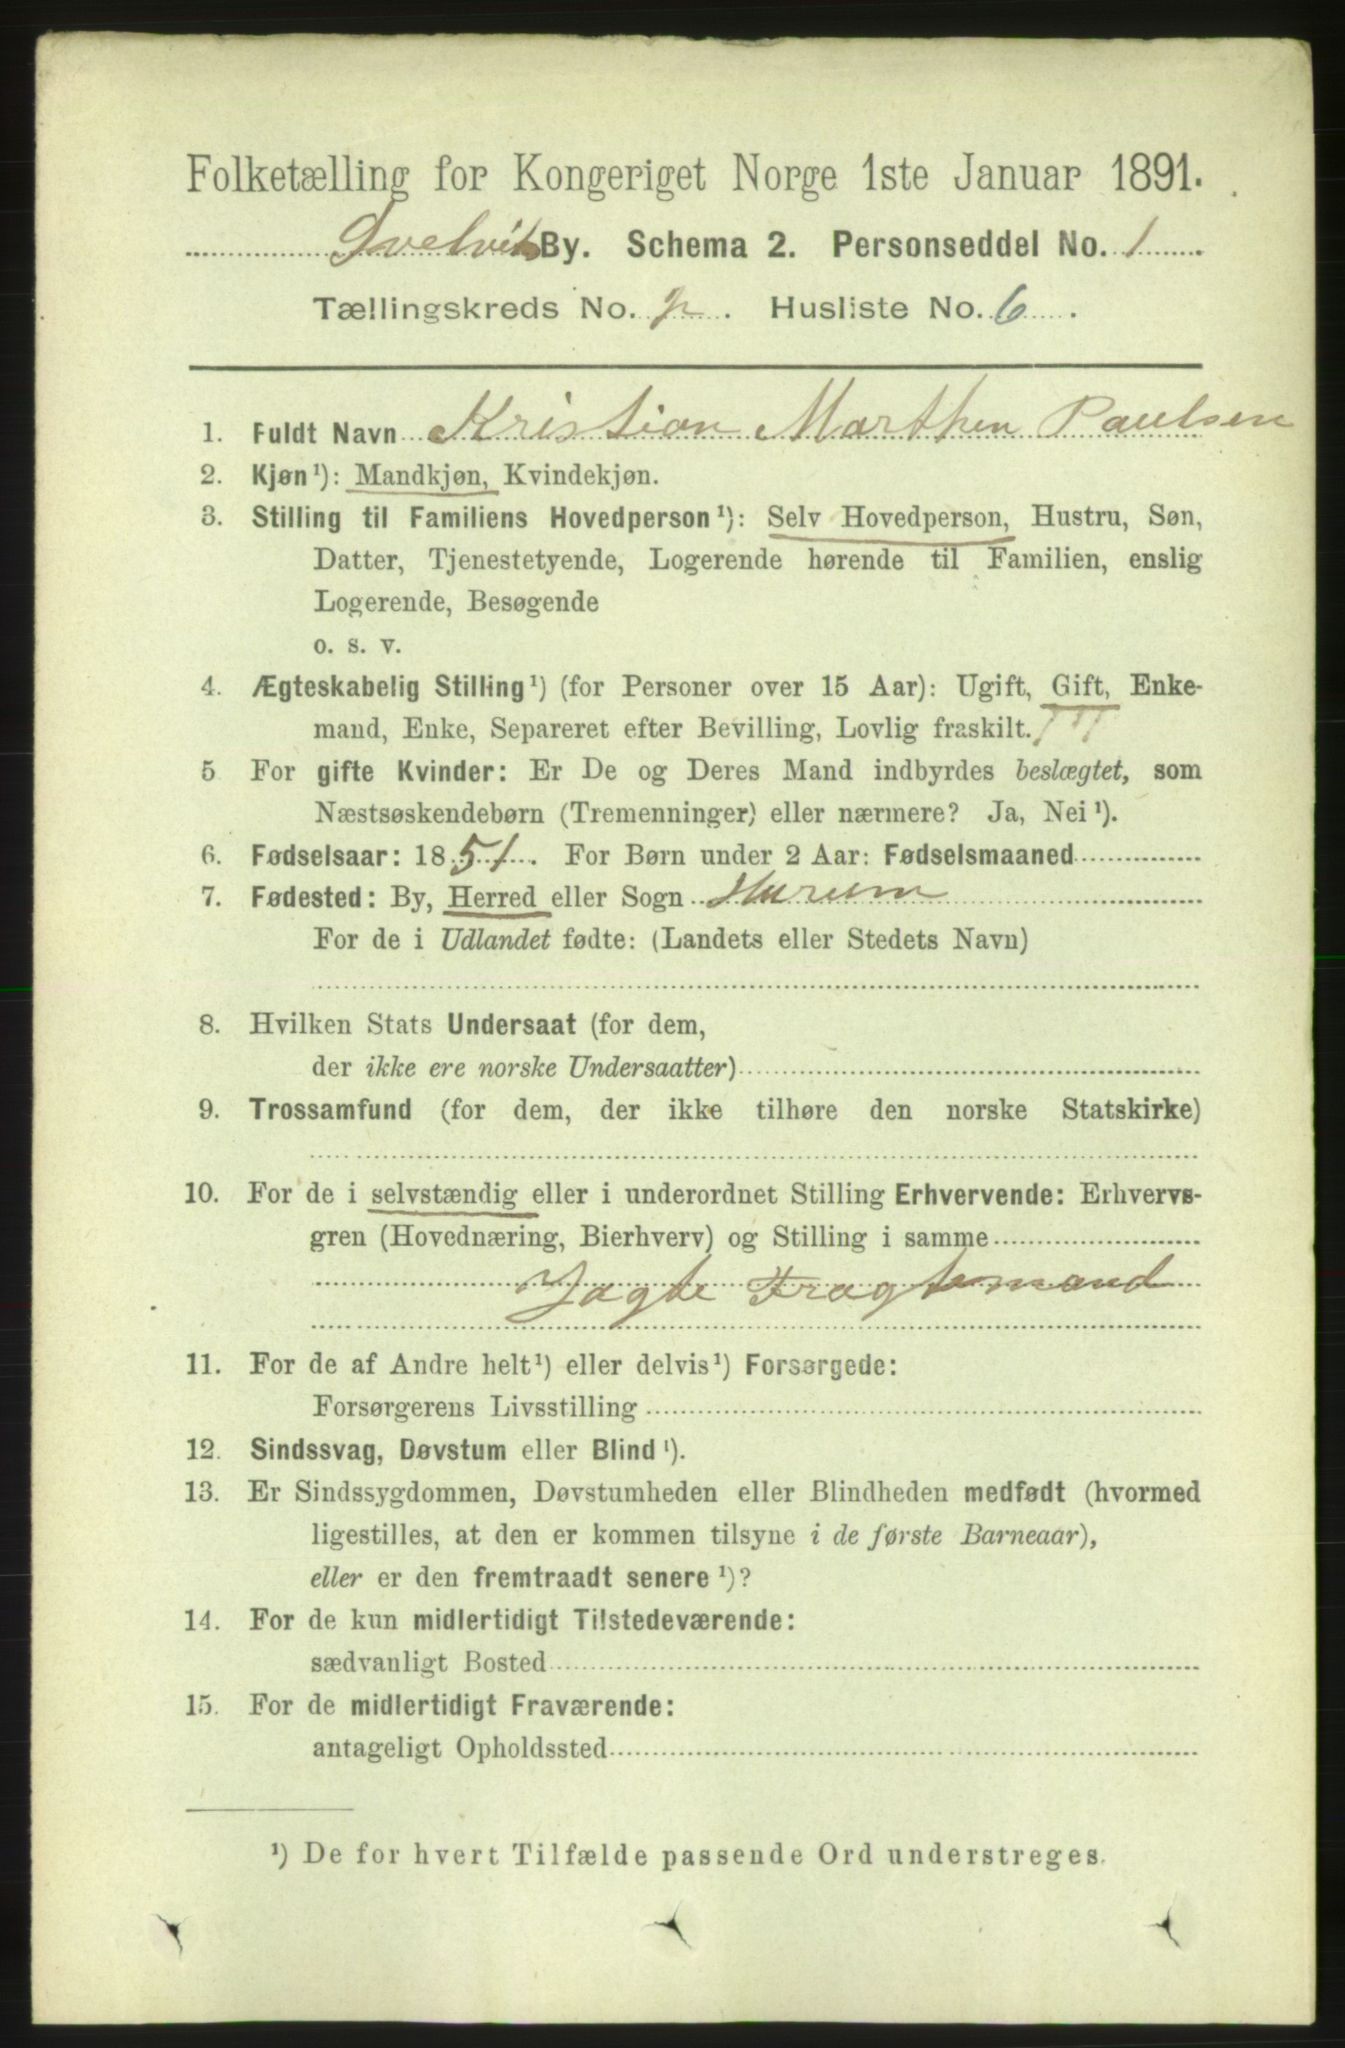 Folketælling for Kongeriget Norge 1ste Januar 1891.
Svelvik By. Schema 2. Personseddel No. 1
Tællingskreds No. 2. Husliste No. 6.
1. Fuldt Navn Kristian Marthen Paulsen
2. Kjøn¹): Mandkjøn, Kvindekjøn.
3. Stilling til Familiens Hovedperson¹): Selv Hovedperson, Hustru, Søn,
Datter, Tjenestetyende, Logerende hørende til Familien, enslig
Logerende, Besøgende
o. s. v.
4. Ægteskabelig Stilling¹) (for Personer over 15 Aar): Ugift, Gift, Enke-
mand, Enke, Separeret efter Bevilling, Lovlig fraskilt.
5 For gifte Kvinder: Er De og Deres Mand indbyrdes beslægtet, som
Næstsøskendebørn (Tremenninger) eller nærmere? Ja, Nei¹).
6. Fødselsaar: 1851. For Børn under 2 Aar: Fødselsmaaned
7. Fødested: By, Herred eller Sogn Hurum
For de i Udlandet fødte: (Landets eller Stedets Navn)
8. Hvilken Stats Undersaat (for dem,
der ikke ere norske Undersaatter)
9. Trossamfund (for dem, der ikke tilhøre den norske Statskirke)
10. For de i selvstændig eller i underordnet Stilling Erhvervende: Erhvervs-
gren (Hovednæring, Bierhverv) og Stilling i samme
Jagte Fragtemand
11. For de af Andre helt¹) eller delvis¹) Forsørgede:
Forsørgerens Livsstilling
12. Sindssvag, Døvstum eller Blind¹).
13. Er Sindssygdommen, Døvstumheden eller Blindheden medfødt (hvormed
ligestilles, at den er kommen tilsyne i de første Barneaar),
eller er den fremtraadt senere¹)?
14. For de kun midlertidigt Tilstedeværende:
sædvanligt Bosted
15. For de midlertidigt Fraværende:
antageligt Opholdssted
¹) De for hvert Tilfælde passende Ord understreges.